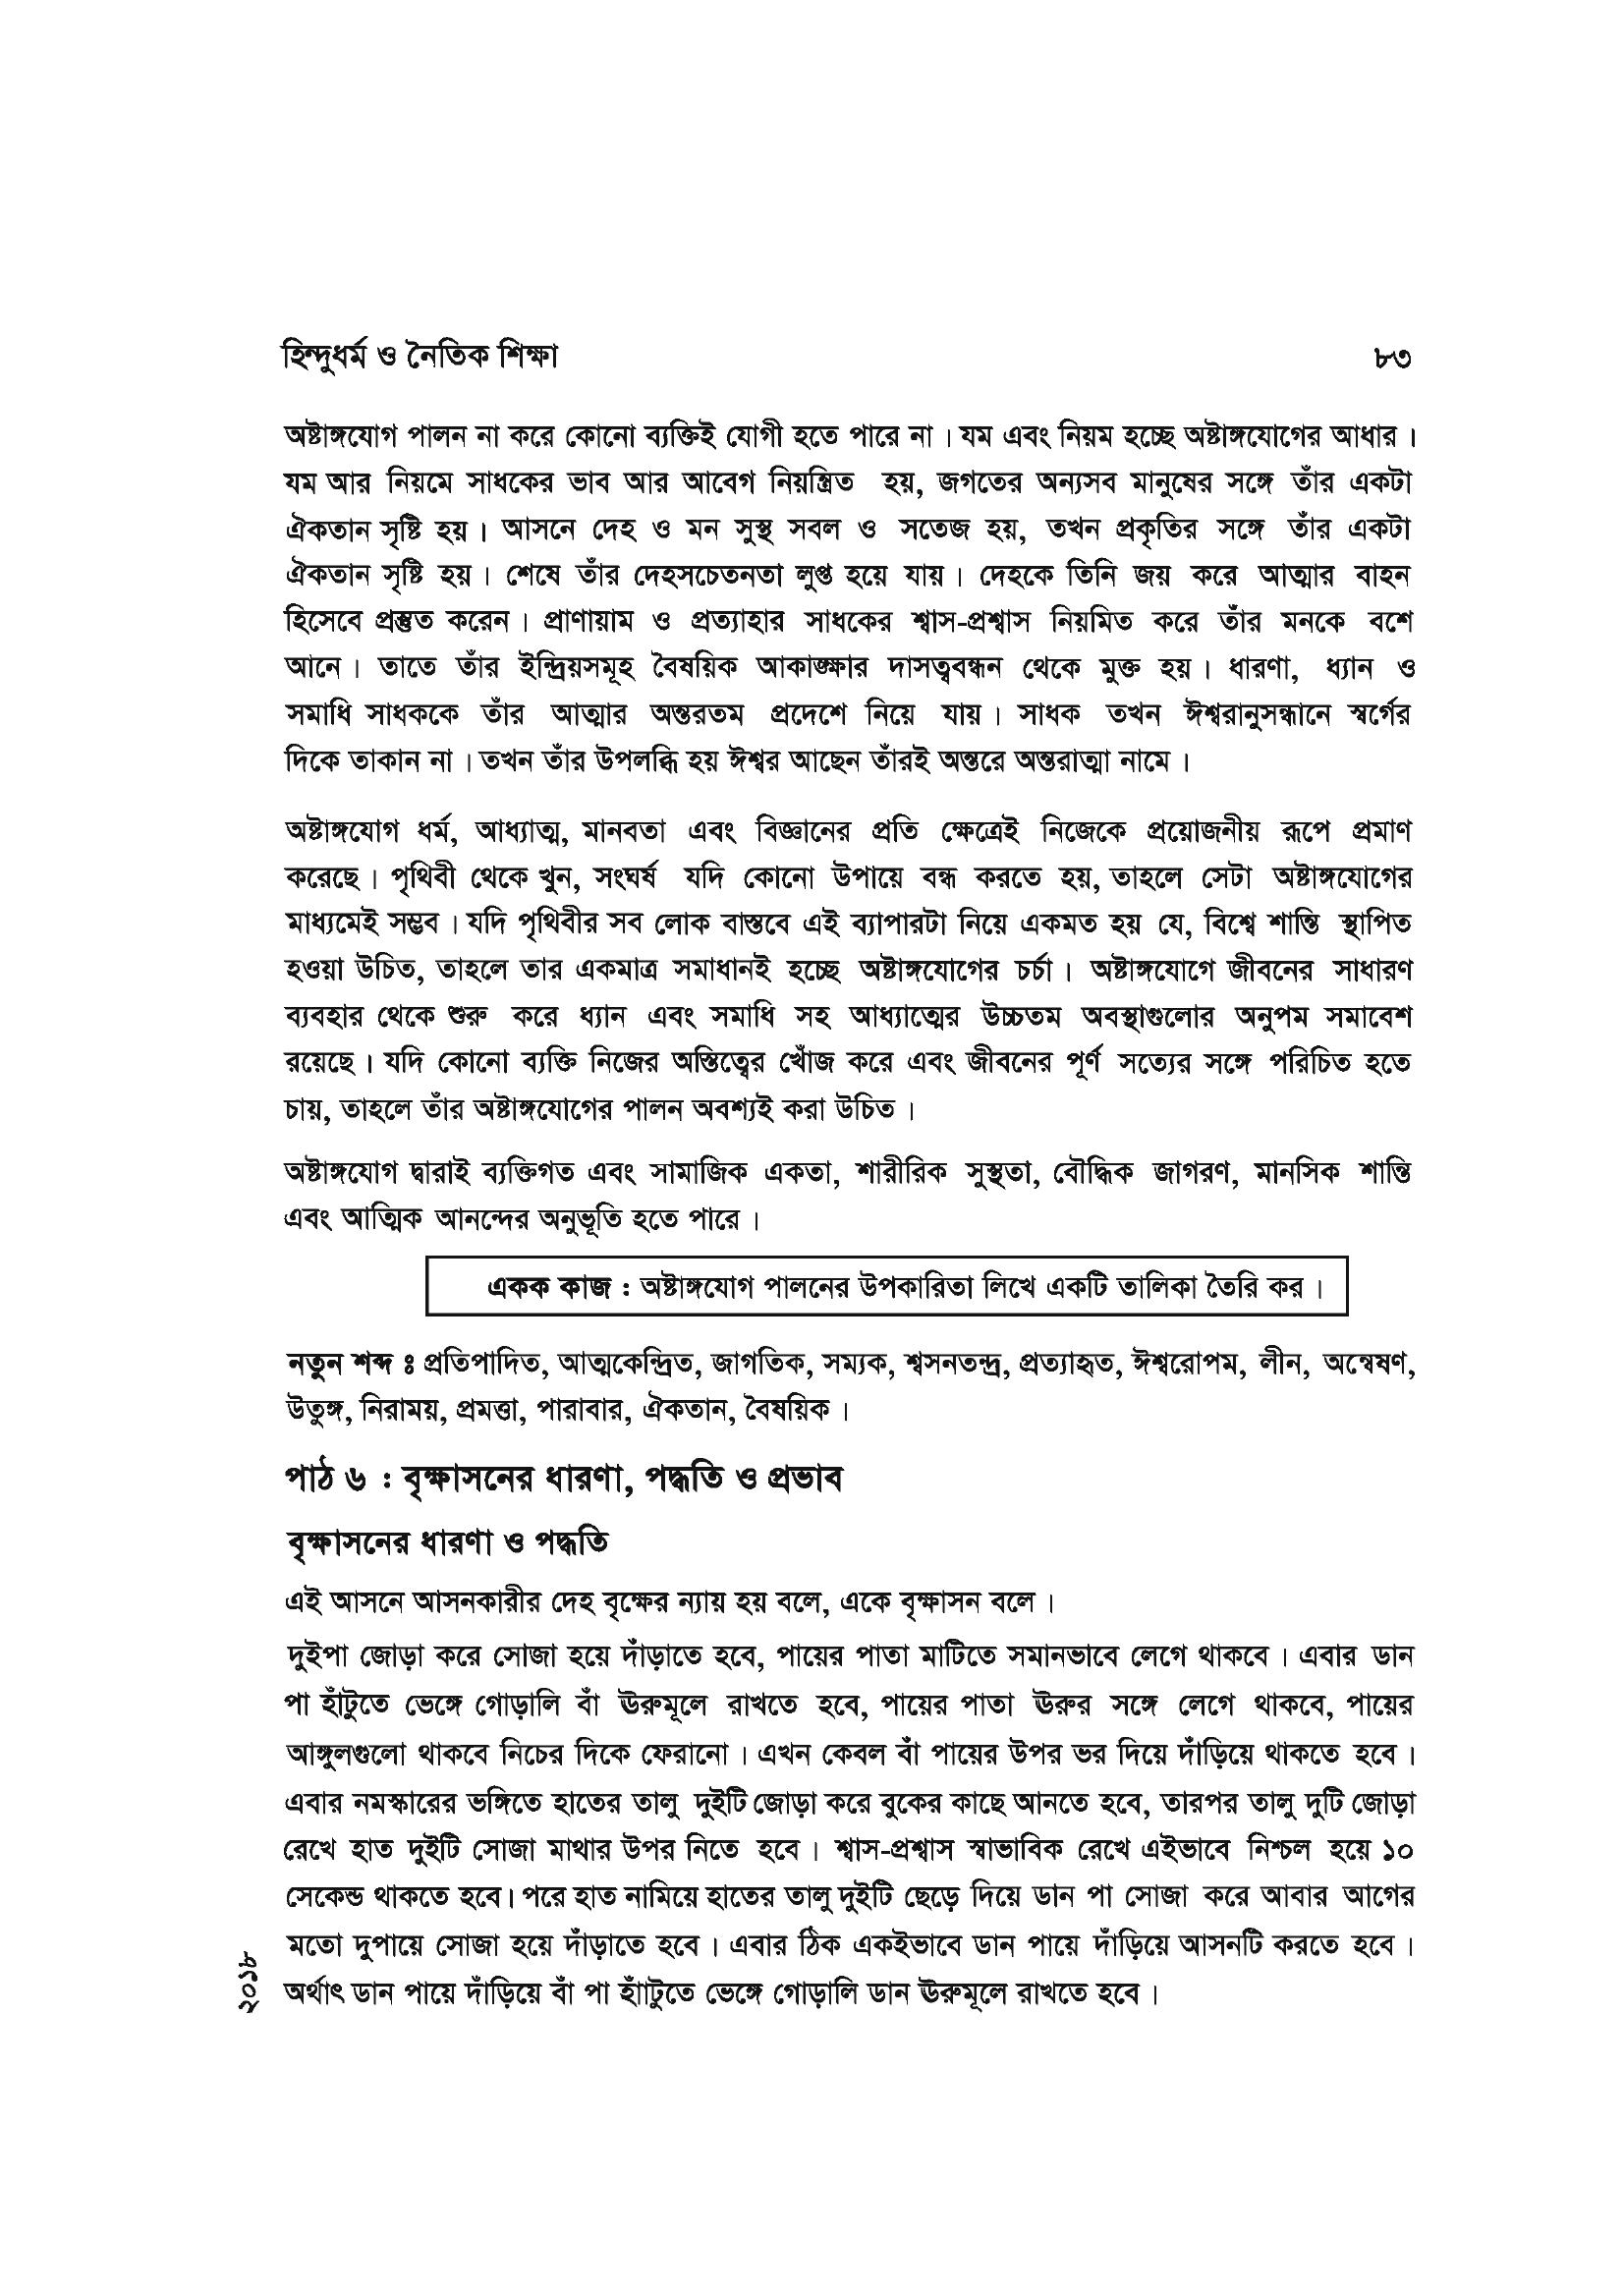 হিন্দুধর্ম ও নৈতিক শিক্ষা ৮৩
অষ্টাঙ্গযোগ পালন না করে কোনো ব্যক্তিই যোগী হতে পারে না। যম এবং নিয়ম হচ্ছে অষ্টাঙ্গযোগের আধার।
যম আর নিয়মে সাধকের ভাব আর আবেগ নিয়ন্ত্রিত হয়, জগতের অন্যসব মানুষের সঙ্গে তাঁর একটা
ঐকতান সৃষ্টি হয়। আসনে দেহ ও মন সুস্থ সবল ও সতেজ হয়, তখন প্রকৃতির সঙ্গে তাঁর একটা
ঐকতান সৃষ্টি হয়। শেষে তাঁর দেহসচেতনতা লুপ্ত হয়ে যায়। দেহকে তিনি জয় করে আত্মার বাহন
হিসেবে প্রস্তুত করেন। প্রাণায়াম ও প্রত্যাহার সাধকের শ্বাস-প্রশ্বাস নিয়মিত করে তাঁর মনকে বশে
আনে। তাতে তাঁর ইন্দ্রিয়সমূহ বৈষয়িক আকাঙ্ক্ষার দাসত্ববন্ধন থেকে মুক্ত হয়। ধারণা, ধ্যান ও
সমাধি সাধককে তাঁর আত্মার অন্তরতম প্রদেশে নিয়ে যায়। সাধক তখন ঈশ্বরানুসন্ধানে স্বর্গের
দিকে তাকান না। তখন তাঁর উপলব্ধি হয় ঈশ্বর আছেন তাঁরই অন্তরে অন্তরাত্মা নামে।
অষ্টাঙ্গযোগ ধর্ম, আধ্যাত্ম, মানবতা এবং বিজ্ঞানের প্রতি ক্ষেত্রেই নিজেকে প্রয়োজনীয় রূপে প্রমাণ
করেছে। পৃথিবী থেকে খুন, সংঘর্ষ যদি কোনো উপায়ে বন্ধ করতে হয়, তাহলে সেটা অষ্টাঙ্গযোগের
মাধ্যমেই সম্ভব। যদি পৃথিবীর সব লোক বাস্তবে এই ব্যাপারটা নিয়ে একমত হয় যে, বিশ্বে শান্তি স্থাপিত
হওয়া উচিত, তাহলে তার একমাত্র সমাধানই হচ্ছে অষ্টাঙ্গযোগের চর্চা। অষ্টাঙ্গযোগে জীবনের সাধারণ
ব্যবহার থেকে শুরু করে ধ্যান এবং সমাধি সহ আধ্যাত্মের উচ্চতম অবস্থাগুলোর অনুপম সমাবেশ
রয়েছে। যদি কোনো ব্যক্তি নিজের অস্তিত্বের খোঁজ করে এবং জীবনের পূর্ণ সত্যের সঙ্গে পরিচিত হতে
চায়, তাহলে তাঁর অষ্টাঙ্গযোগের পালন অবশ্যই করা উচিত।
অষ্টাঙ্গযোগ দ্বারাই ব্যক্তিগত এবং সামাজিক একতা, শারীরিক সুস্থতা, বৌদ্ধিক জাগরণ, মানসিক শান্তি
এবং আত্মিক আনন্দের অনুভূতি হতে পারে।
একক কাজ : অষ্টাঙ্গযোগ পালনের উপকারিতা লিখে একটি তালিকা তৈরি কর।
নতুন শব্দ ঃ প্রতিপাদিত, আত্মকেন্দ্রিত, জাগতিক, সম্যক, শ্বসনতন্দ্র, প্রত্যাহৃত, ঈশ্বরোপম, লীন, অন্বেষণ,
উতুঙ্গ, নিরাময়, প্রমত্তা, পারাবার, ঐকতান, বৈষয়িক।
পাঠ ৬ : বৃক্ষাসনের ধারণা, পদ্ধতি ও প্রভাব
বৃক্ষাসনের ধারণা ও পদ্ধতি
এই আসনে আসনকারীর দেহ বৃক্ষের ন্যায় হয় বলে, একে বৃক্ষাসন বলে।
দুইপা জোড়া করে সোজা হয়ে দাঁড়াতে হবে, পায়ের পাতা মাটিতে সমানভাবে লেগে থাকবে। এবার ডান
পা হাঁটুতে ভেঙ্গে গোড়ালি বাঁ ঊরুমূলে রাখতে হবে, পায়ের পাতা ঊরুর সঙ্গে লেগে থাকবে, পায়ের
আঙ্গুলগুলো থাকবে নিচের দিকে ফেরানো। এখন কেবল বাঁ পায়ের উপর ভর দিয়ে দাঁড়িয়ে থাকতে হবে।
এবার নমস্কারের ভঙ্গিতে হাতের তালু দুইটি জোড়া করে বুকের কাছে আনতে হবে, তারপর তালু দুটি জোড়া
রেখে হাত দুইটি সোজা মাথার উপর নিতে হবে। শ্বাস-প্রশ্বাস স্বাভাবিক রেখে এইভাবে নিশ্চল হয়ে ১০
সেকেন্ড থাকতে হবে। পরে হাত নামিয়ে হাতের তালু দুইটি ছেড়ে দিয়ে ডান পা সোজা করে আবার আগের
মতো দুপায়ে সোজা হয়ে দাঁড়াতে হবে। এবার ঠিক একইভাবে ডান পায়ে দাঁড়িয়ে আসনটি করতে হবে।
অর্থাৎ ডান পায়ে দাঁড়িয়ে বাঁ পা হাঁাটুতে ভেঙ্গে গোড়ালি ডান ঊরুমূলে রাখতে হবে।
২০১৮